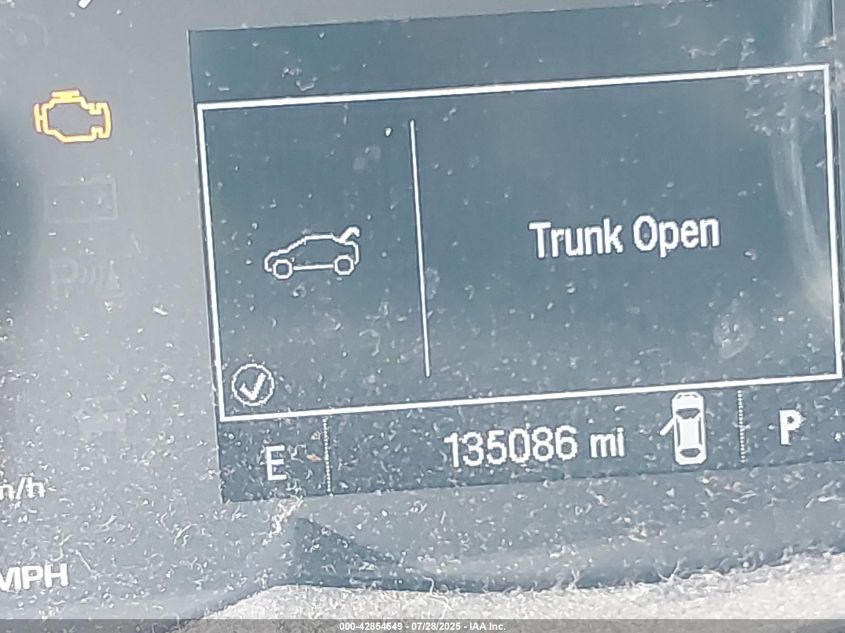 Trunk Open
E 135086 mi P
MPH
000-42854649 - 07/28/2025 - IAA Inc.